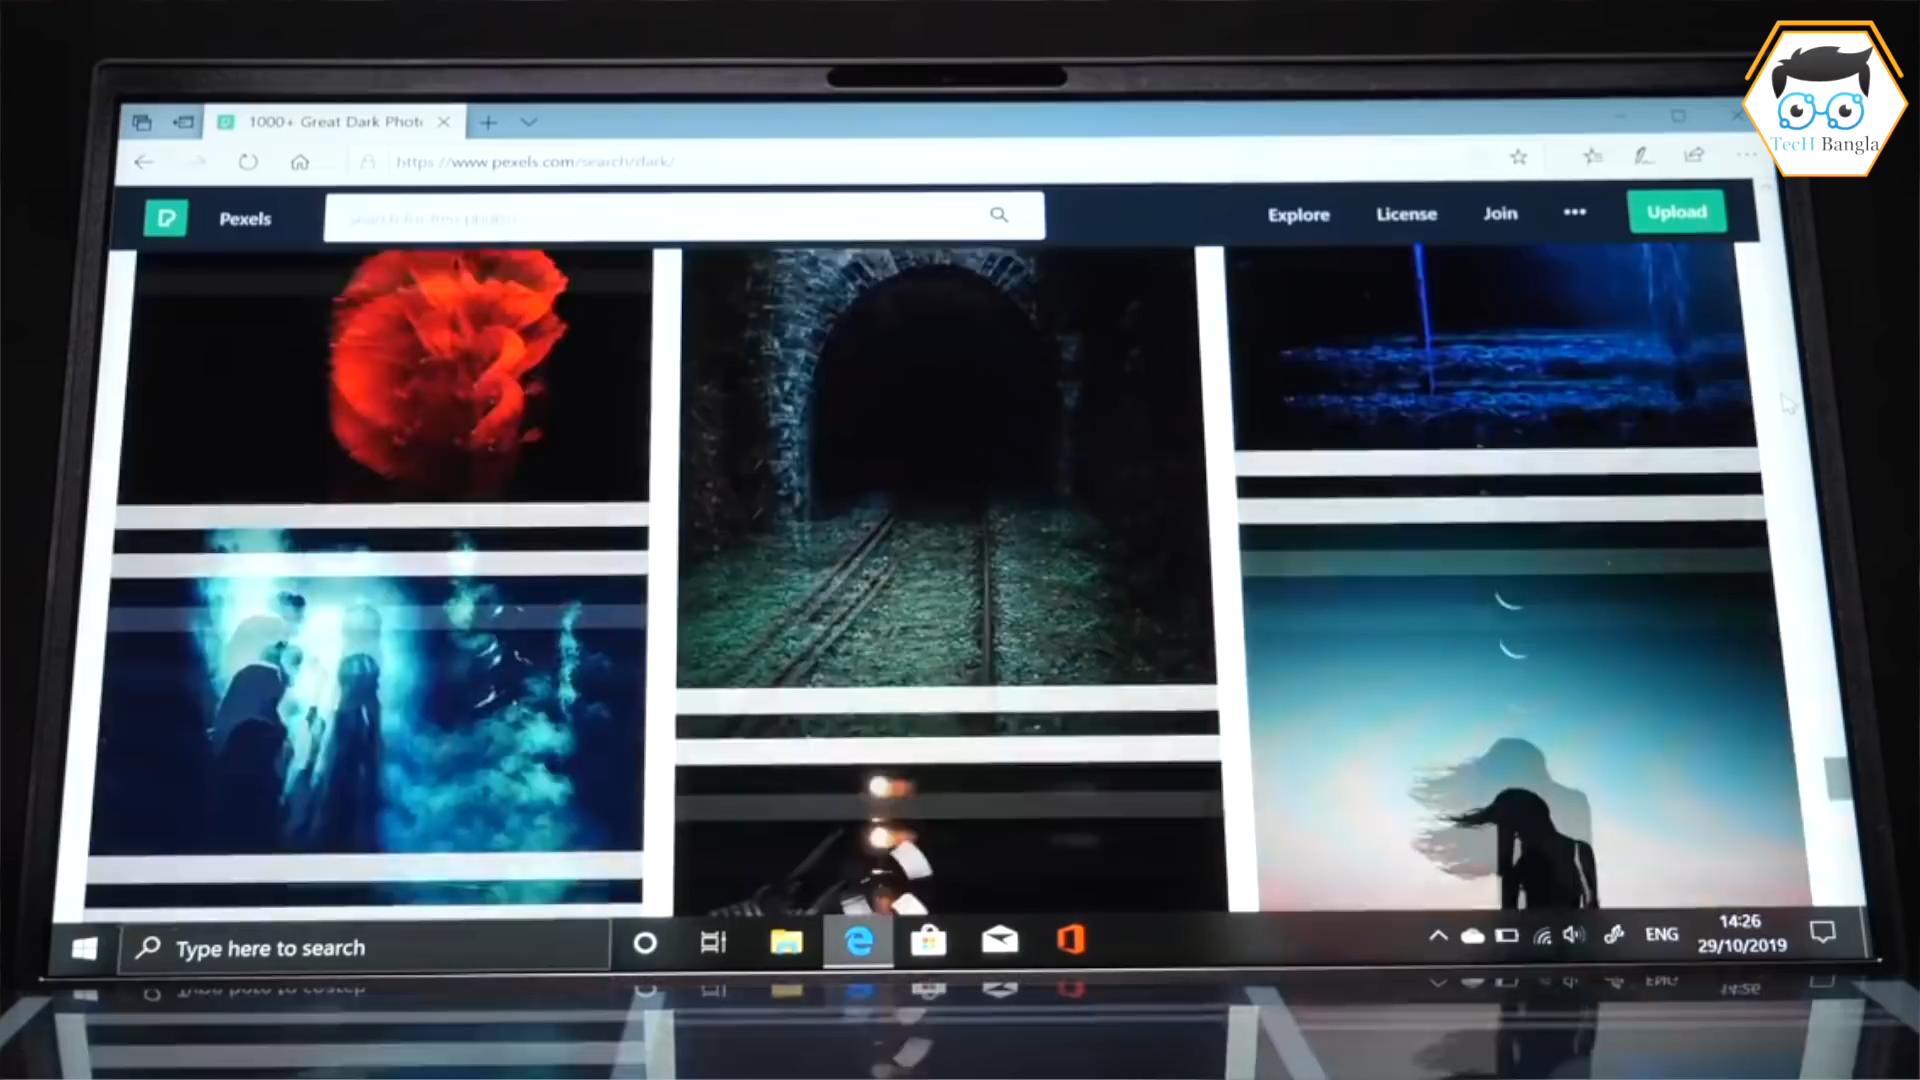 TecH Bangla
1000+ Great Dark Phot
https://www.pexels.com/search/dark/
Pexels
Explore
License
Join
Upload
Type here to search
ENG
14:26
29/10/2019